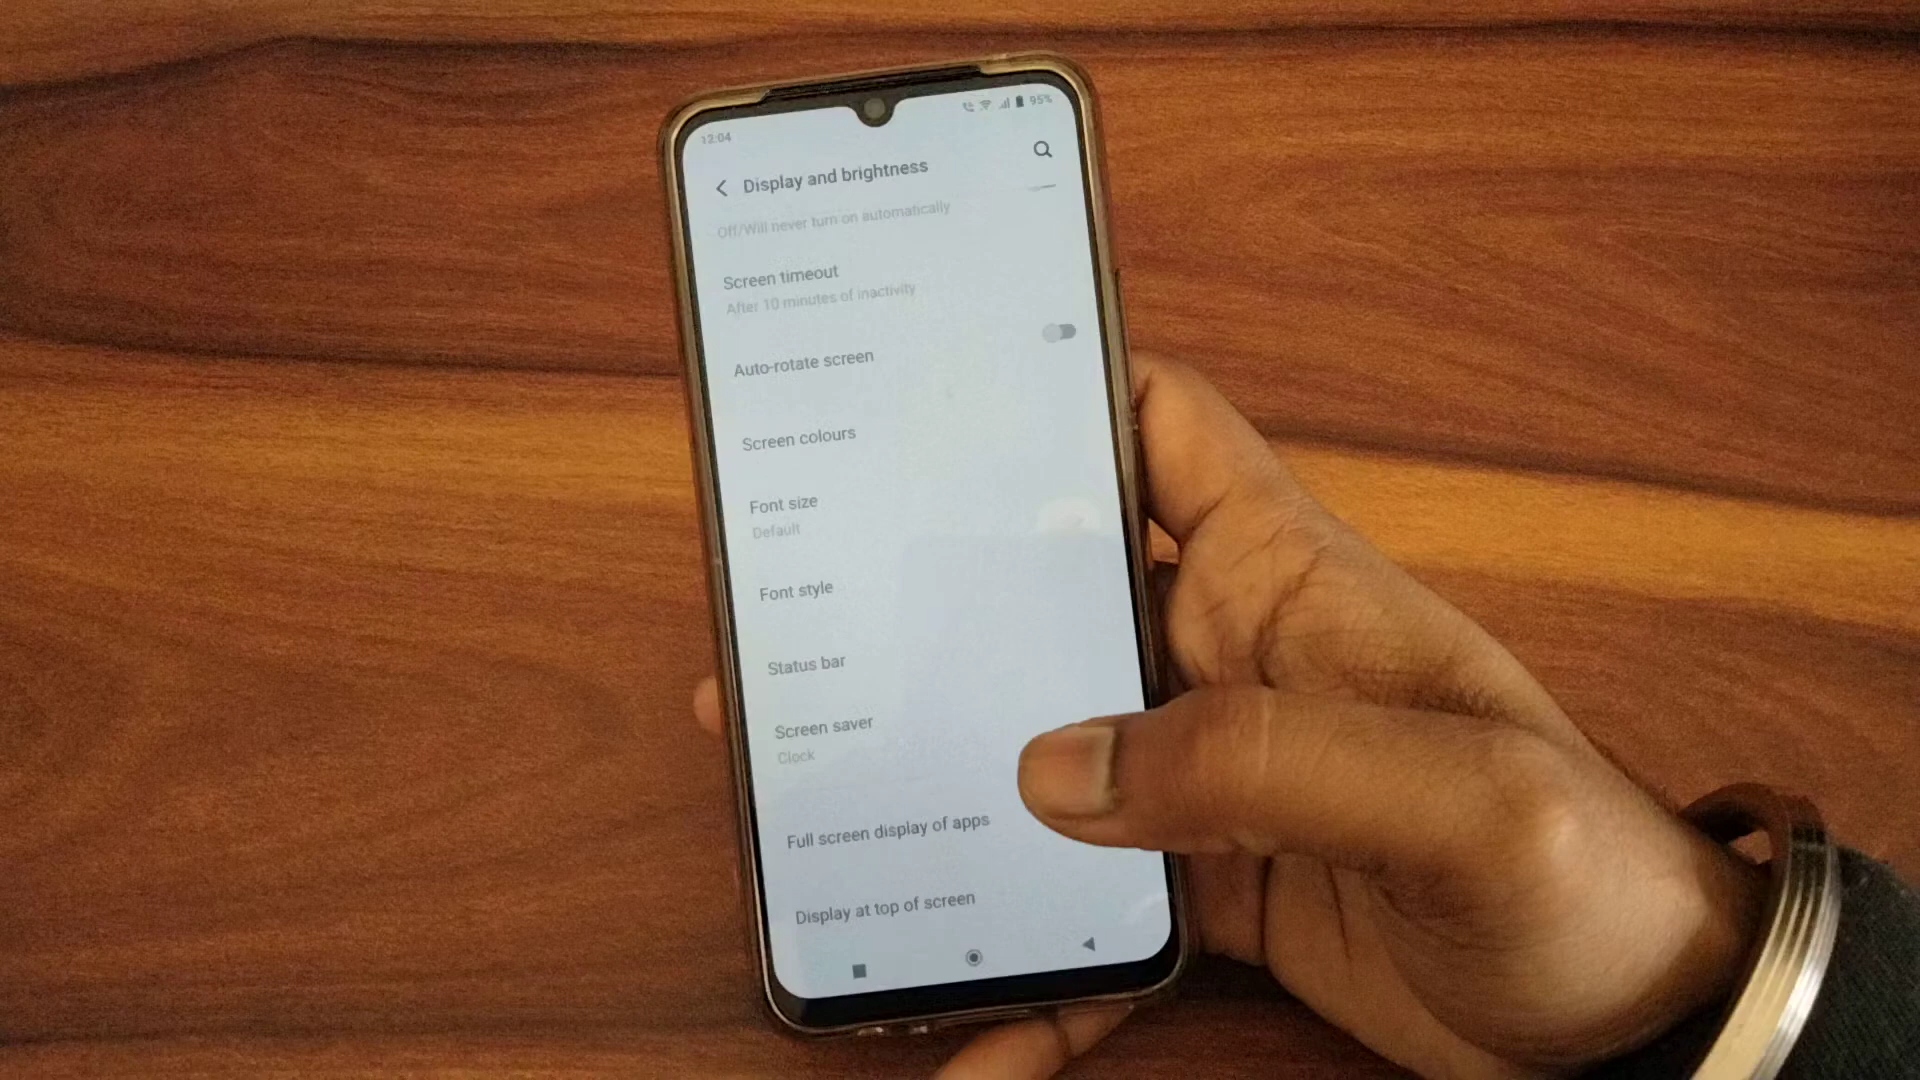 12:04
95%
Display and brightness
Off/Will never turn on automatically
Screen timeout
After 10 minutes of inactivity
Auto-rotate screen
Screen colours
Font size
Default
Font style
Status bar
Screen saver
Clock
Full screen display of apps
Display at top of screen